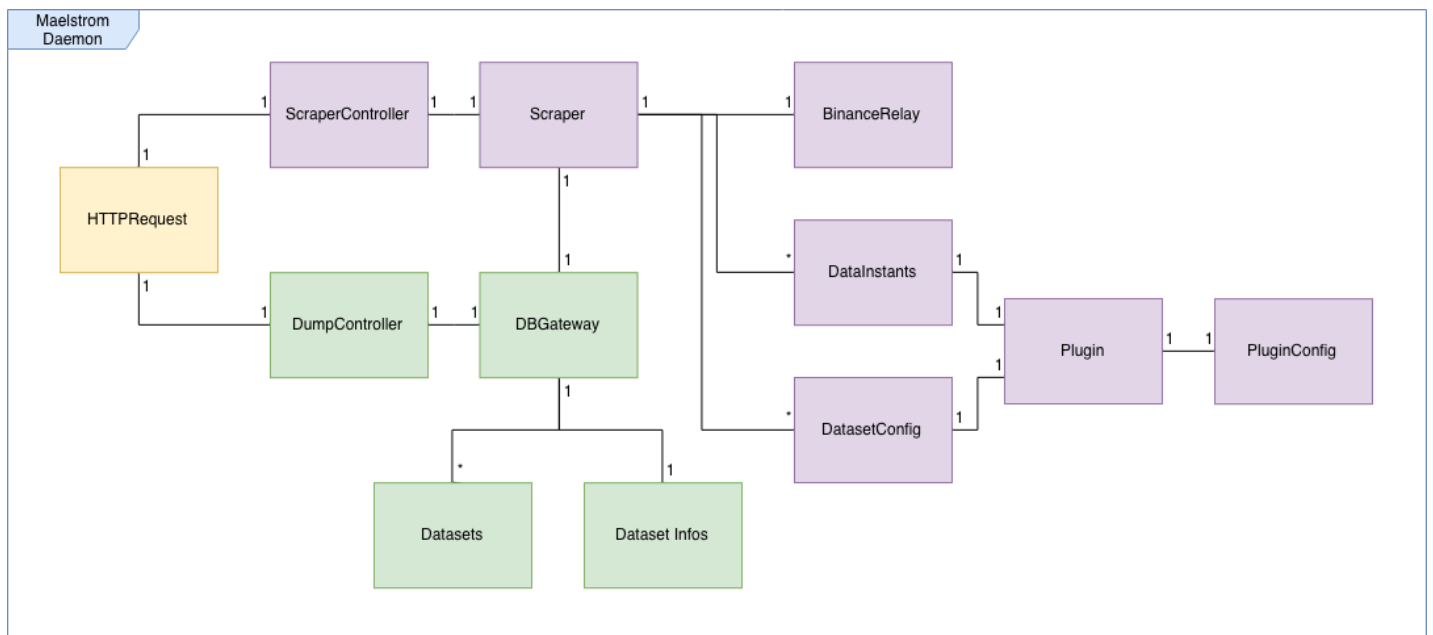 Maelstrom
Daemon
1
ScraperController
1
1
Scraper
1
1
BinanceRelay
1
1
HTTPRequest
*
DataInstants
1
1
1
1
DumpController
1
1
DBGateway
1
Plugin
1
1
PluginConfig
1
1
*
DatasetConfig
1
*
1
Datasets
Dataset Infos